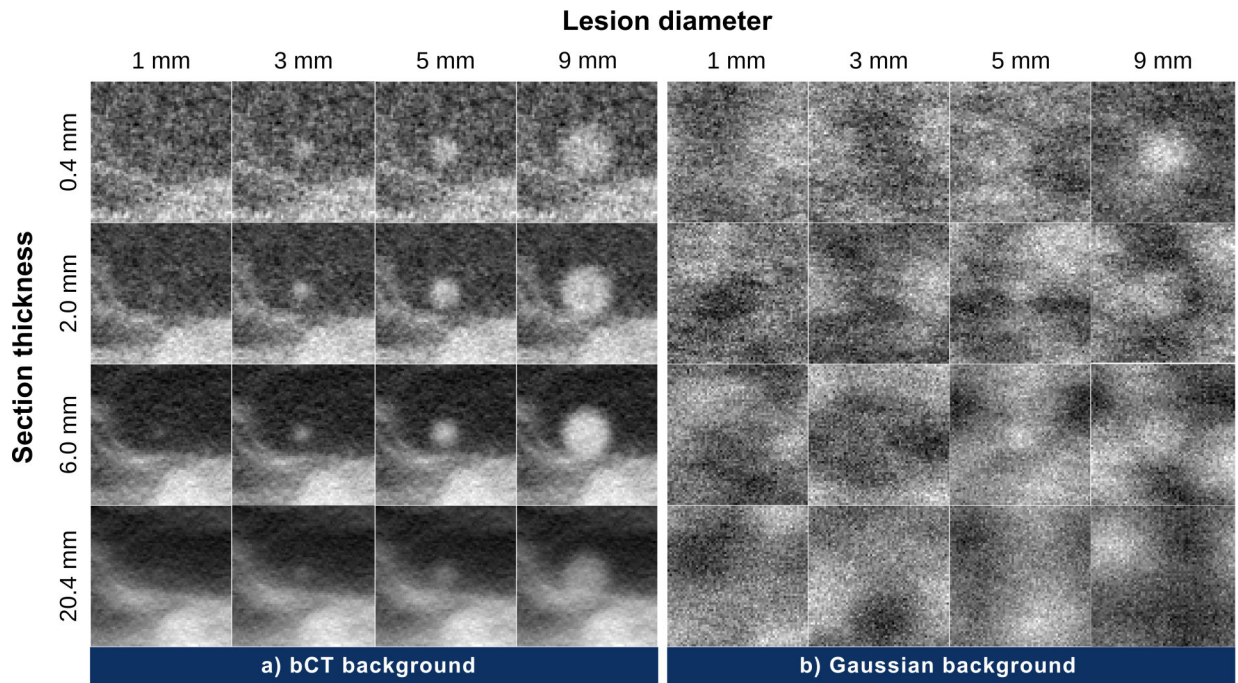 Lesion diameter
1 mm 3 mm 5 mm 9 mm 1 mm 3 mm 5 mm 9 mm
Section thickness
0.4 mm
2.0 mm
6.0 mm
20.4 mm
a) bCT background
b) Gaussian background